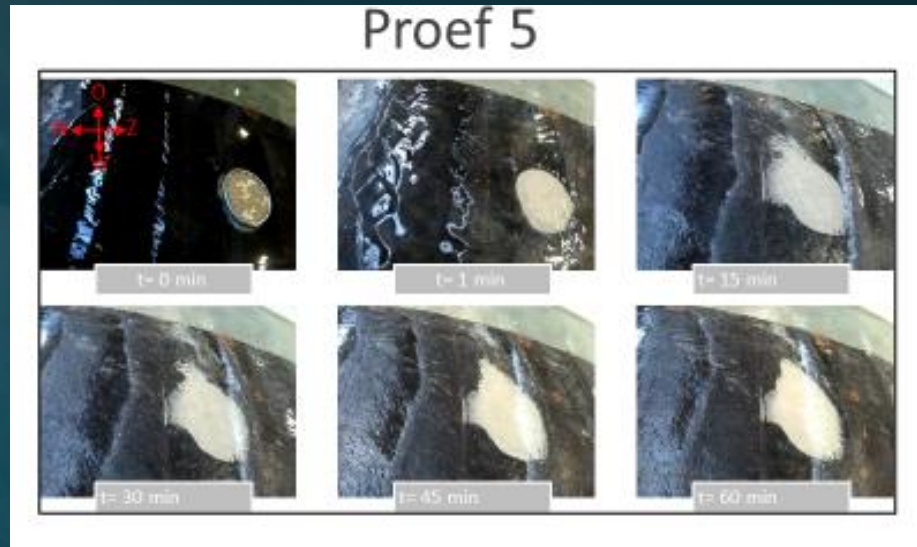 Proef 5
O
N Z
W
t= 0 min
t= 1 min
t= 15 min
t= 30 min
t= 45 min
t= 60 min